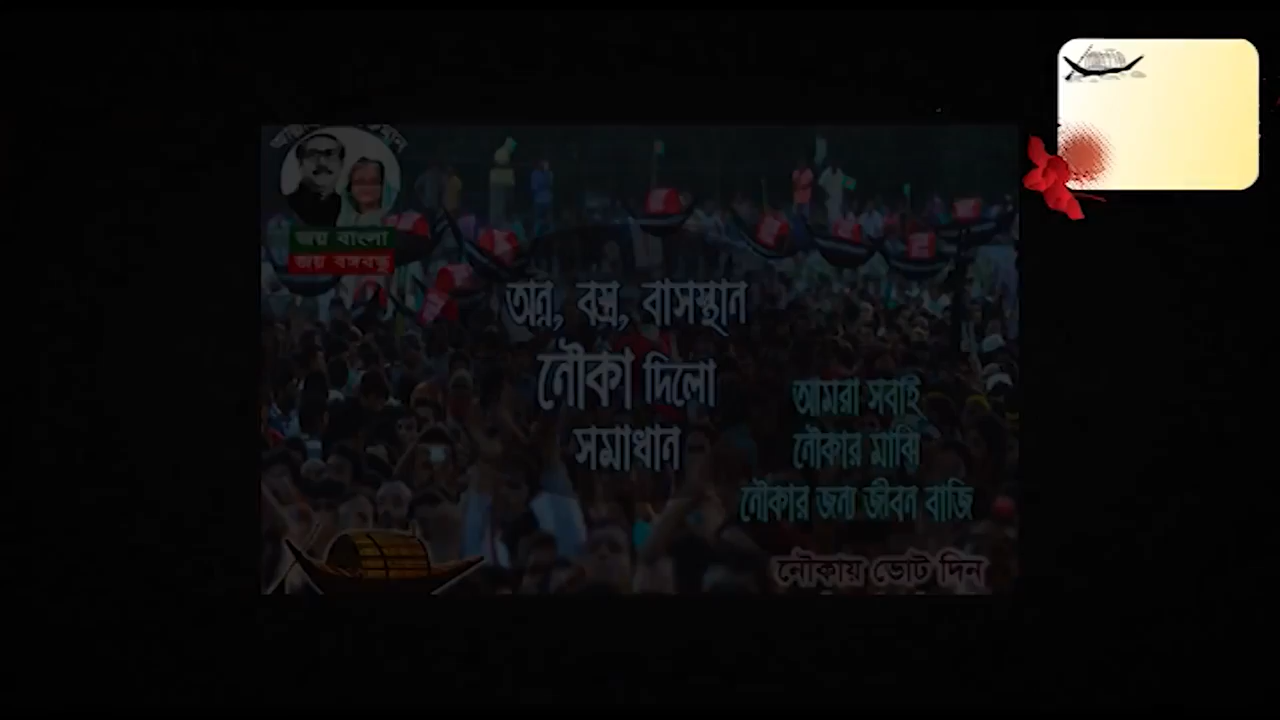 জয় বাংলা
জয় বঙ্গবন্ধু
অন্ন, বস্ত্র, বাসস্থান
নৌকা দিলো
সমাধান
আমরা সবাই
নৌকার মাঝি
নৌকার জন্য জীবন বাজি
নৌকায় ভোট দিন